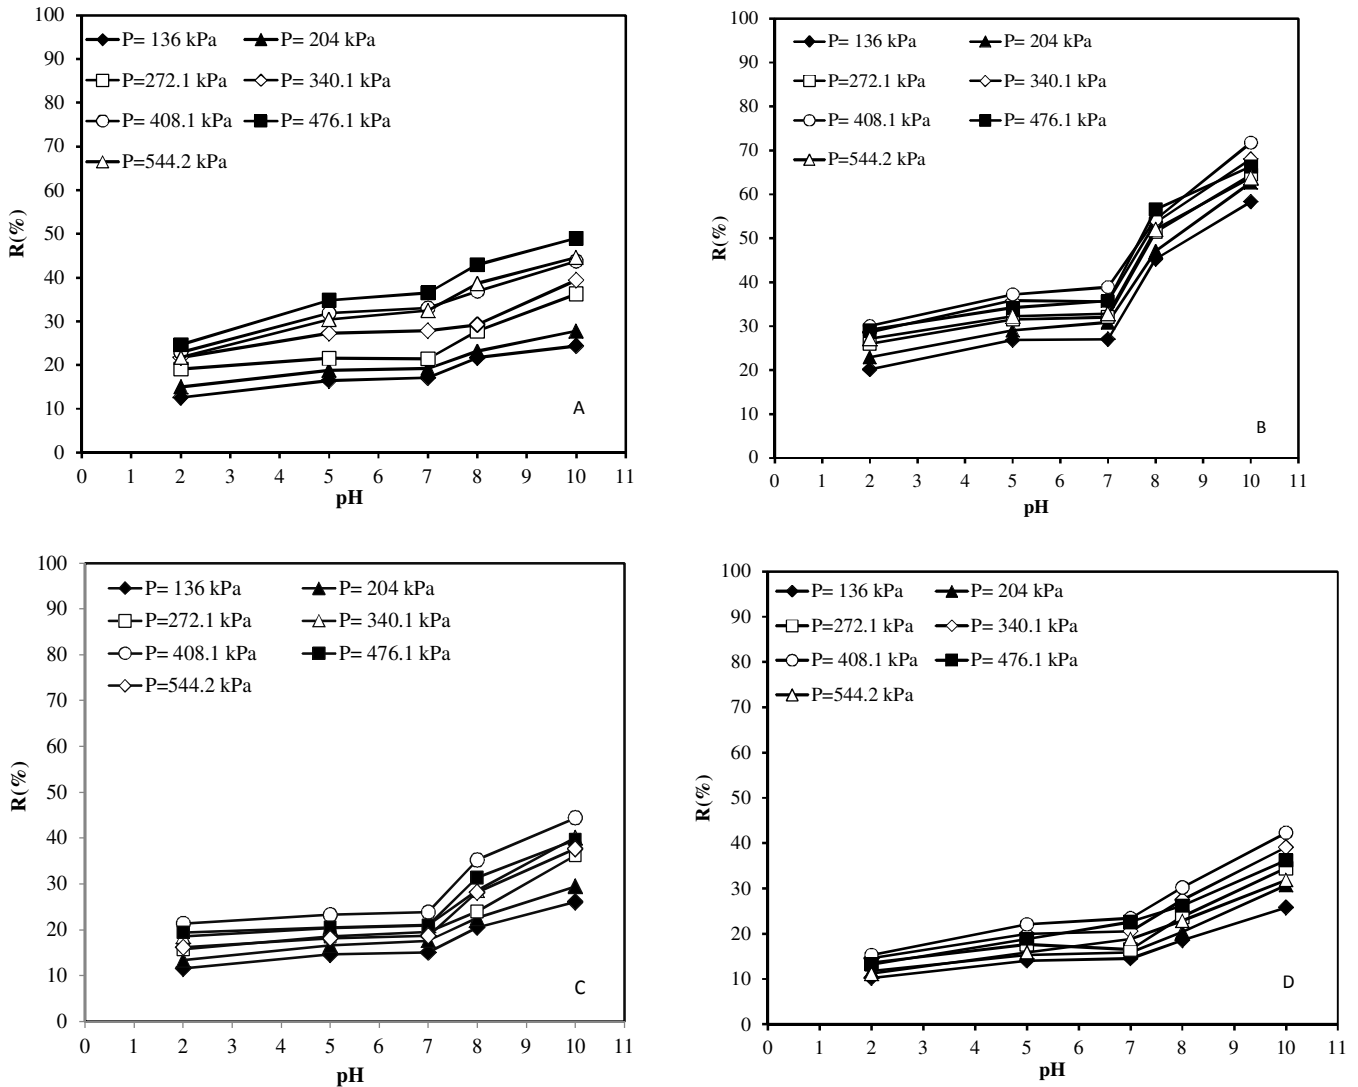 100
90
80
70
60
50
40
30
20
10
0
R(%)
P= 136 kPa P= 204 kPa
P=272.1 kPa P= 340.1 kPa
P= 408.1 kPa P= 476.1 kPa
P=544.2 kPa
A
0 1 2 3 4 5 6 7 8 9 10 11
pH
100
90
80
70
60
50
40
30
20
10
0
R(%)
P= 136 kPa P= 204 kPa
P=272.1 kPa P= 340.1 kPa
P= 408.1 kPa P= 476.1 kPa
P=544.2 kPa
B
0 1 2 3 4 5 6 7 8 9 10 11
pH
100
90
80
70
60
50
40
30
20
10
0
R(%)
P= 136 kPa P= 204 kPa
P=272.1 kPa P= 340.1 kPa
P= 408.1 kPa P= 476.1 kPa
P=544.2 kPa
C
0 1 2 3 4 5 6 7 8 9 10 11
pH
100
90
80
70
60
50
40
30
20
10
0
R(%)
P= 136 kPa P= 204 kPa
P=272.1 kPa P= 340.1 kPa
P= 408.1 kPa P= 476.1 kPa
P=544.2 kPa
D
0 1 2 3 4 5 6 7 8 9 10 11
pH